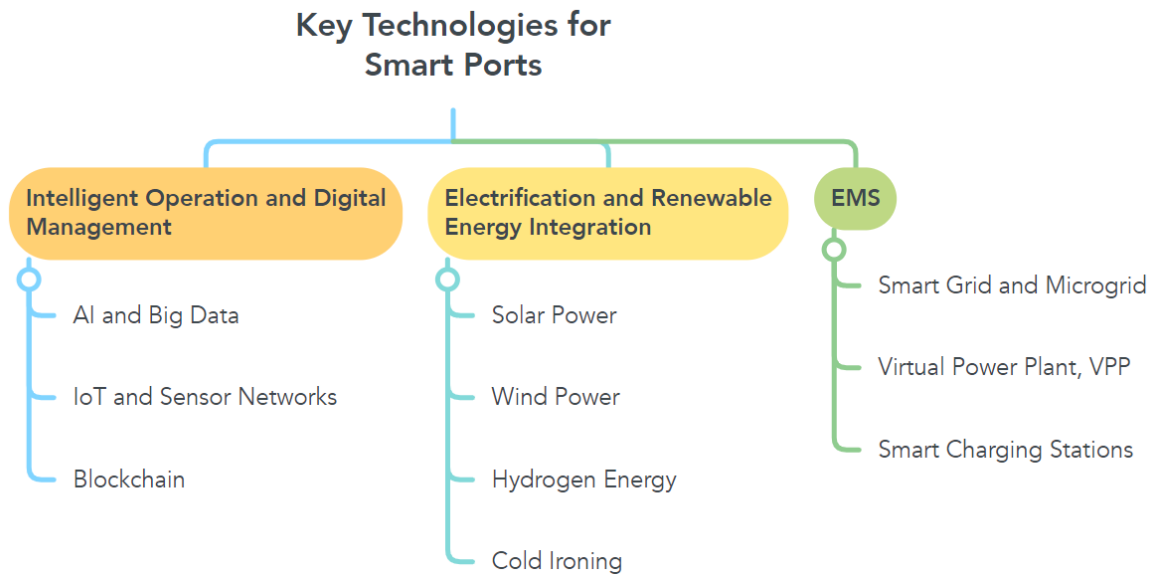 Key Technologies for
Smart Ports
Intelligent Operation and Digital
Management
AI and Big Data
IoT and Sensor Networks
Blockchain
Electrification and Renewable
Energy Integration
Solar Power
Wind Power
Hydrogen Energy
Cold Ironing
EMS
Smart Grid and Microgrid
Virtual Power Plant, VPP
Smart Charging Stations